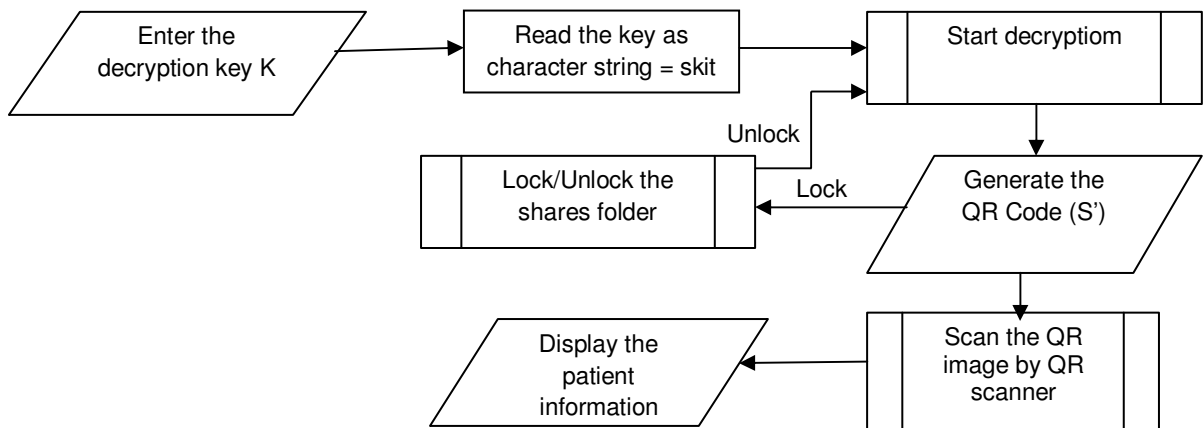 Enter the
decryption key K
Read the key as
character string = skit
Start decryptiom
Unlock
Lock/Unlock the
shares folder
Lock
Generate the
QR Code (S’)
Scan the QR
image by QR
scanner
Display the
patient
information